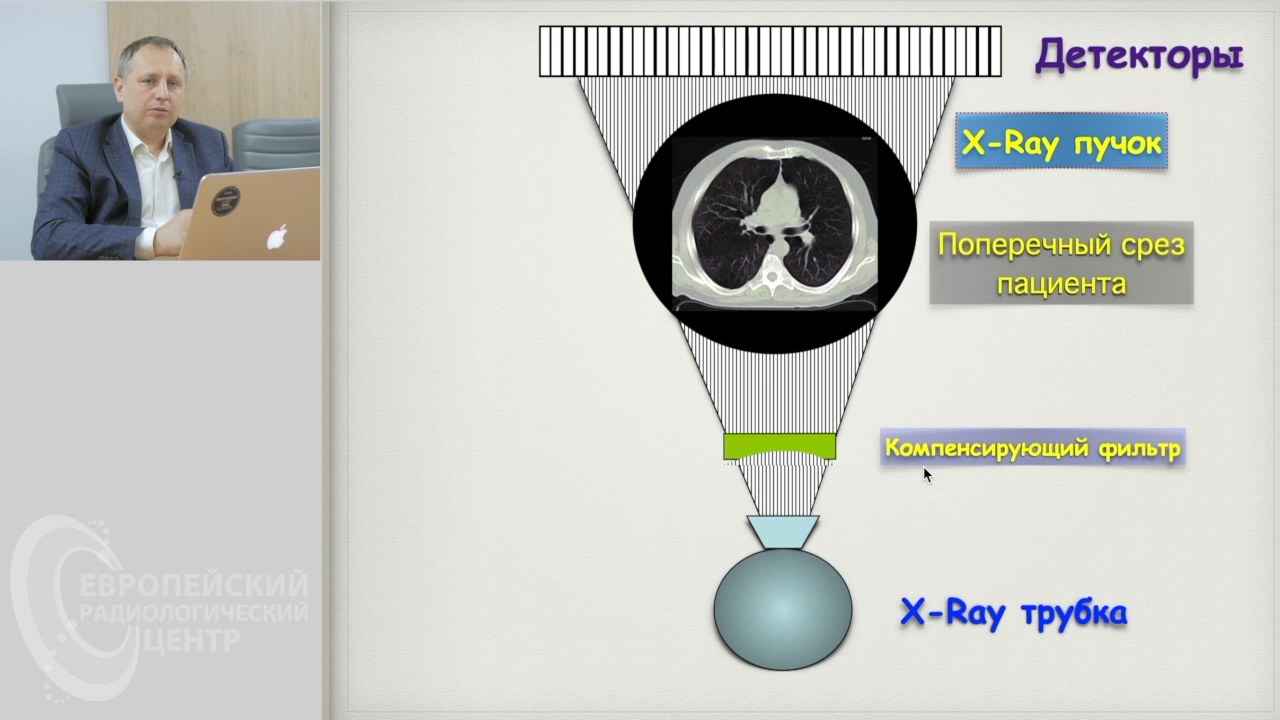 Детекторы
X-Ray пучок
Поперечный срез
пациента
Компенсирующий фильтр
X-Ray трубка
ЕВРОПЕЙСКИЙ
РАДИОЛОГИЧЕСКИЙ
ЦЕНТР